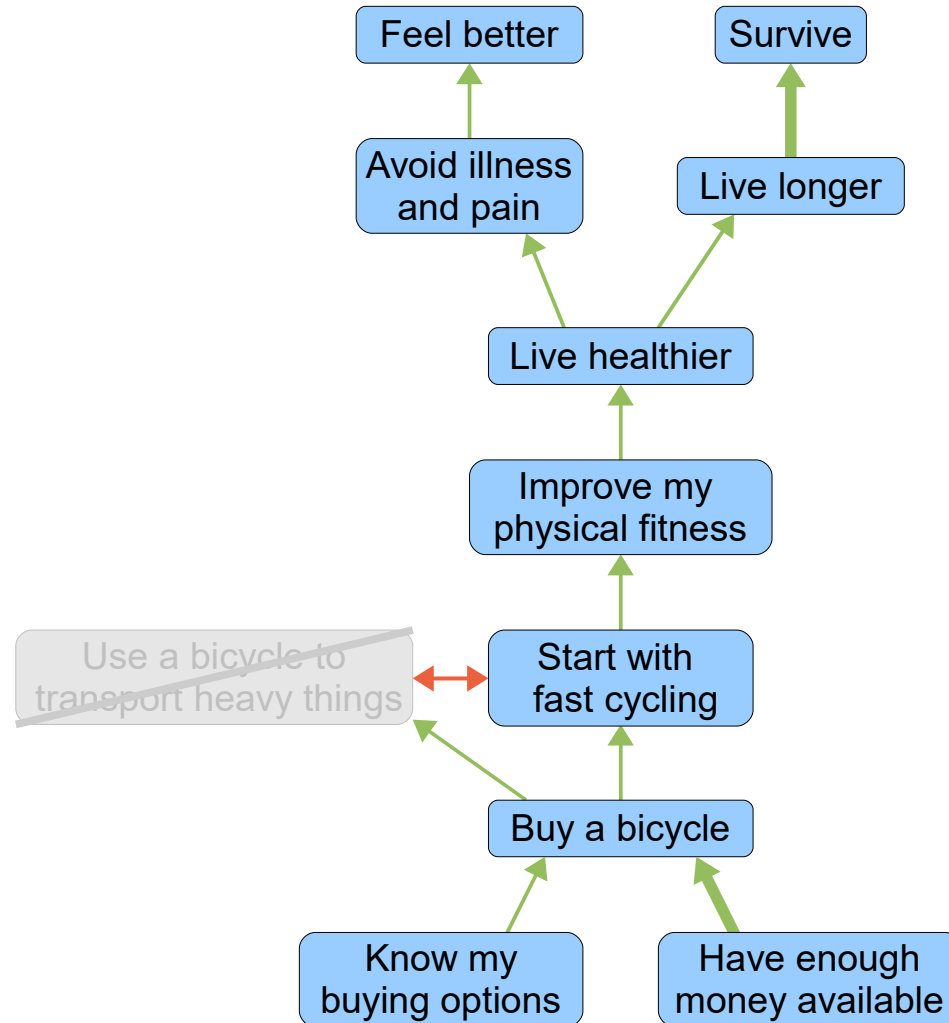 Feel better
Survive
Avoid illness
and pain
Live longer
Live healthier
Improve my
physical fitness
Use a bicycle to
transport heavy things
Start with
fast cycling
Buy a bicycle
Know my
buying options
Have enough
money available